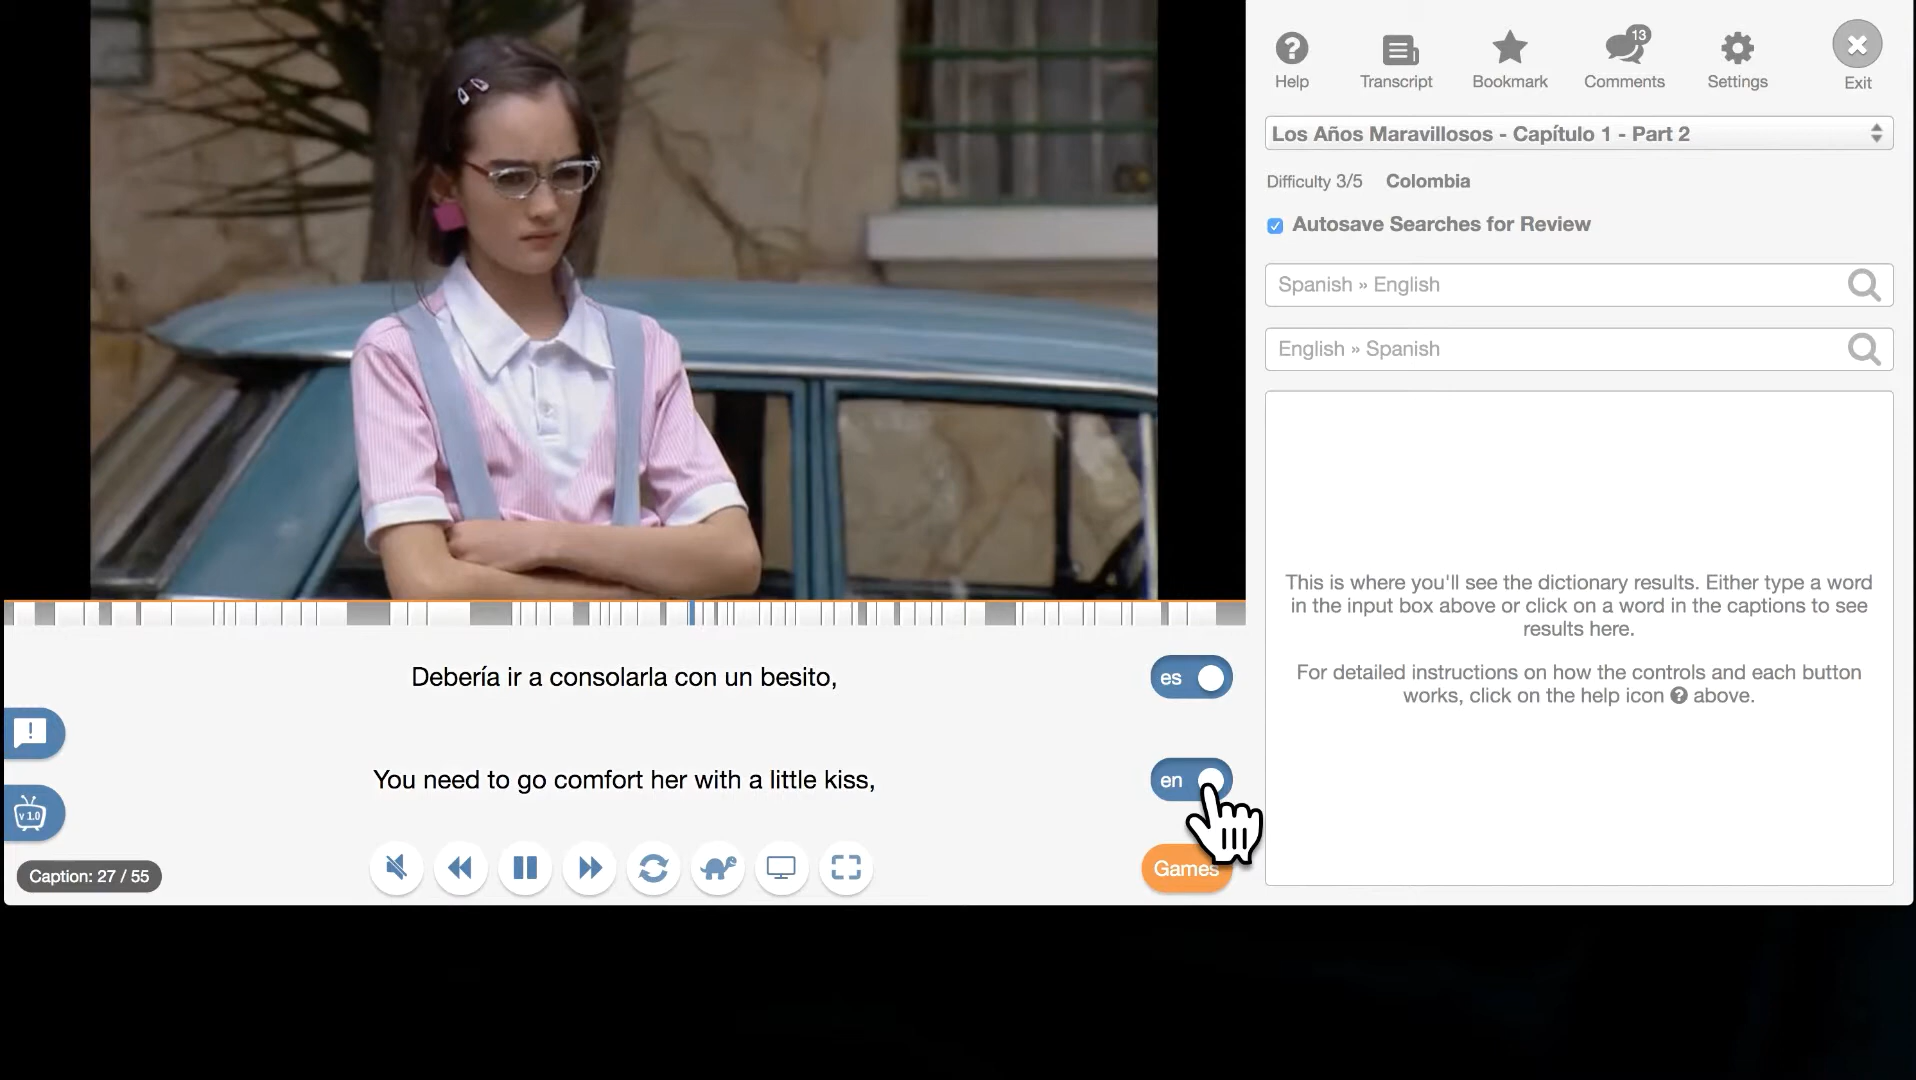 Help
Transcript
Bookmark
13
Comments
Settings
Exit
Los Años Maravillosos - Capítulo 1 - Part 2
Difficulty 3/5 Colombia
Autosave Searches for Review
Spanish » English
English » Spanish
This is where you'll see the dictionary results. Either type a word
in the input box above or click on a word in the captions to see
results here.
For detailed instructions on how the controls and each button
works, click on the help icon ? above.
Debería ir a consolarla con un besito,
es
You need to go comfort her with a little kiss,
en
!
v 1.0
Caption: 27 / 55
Games